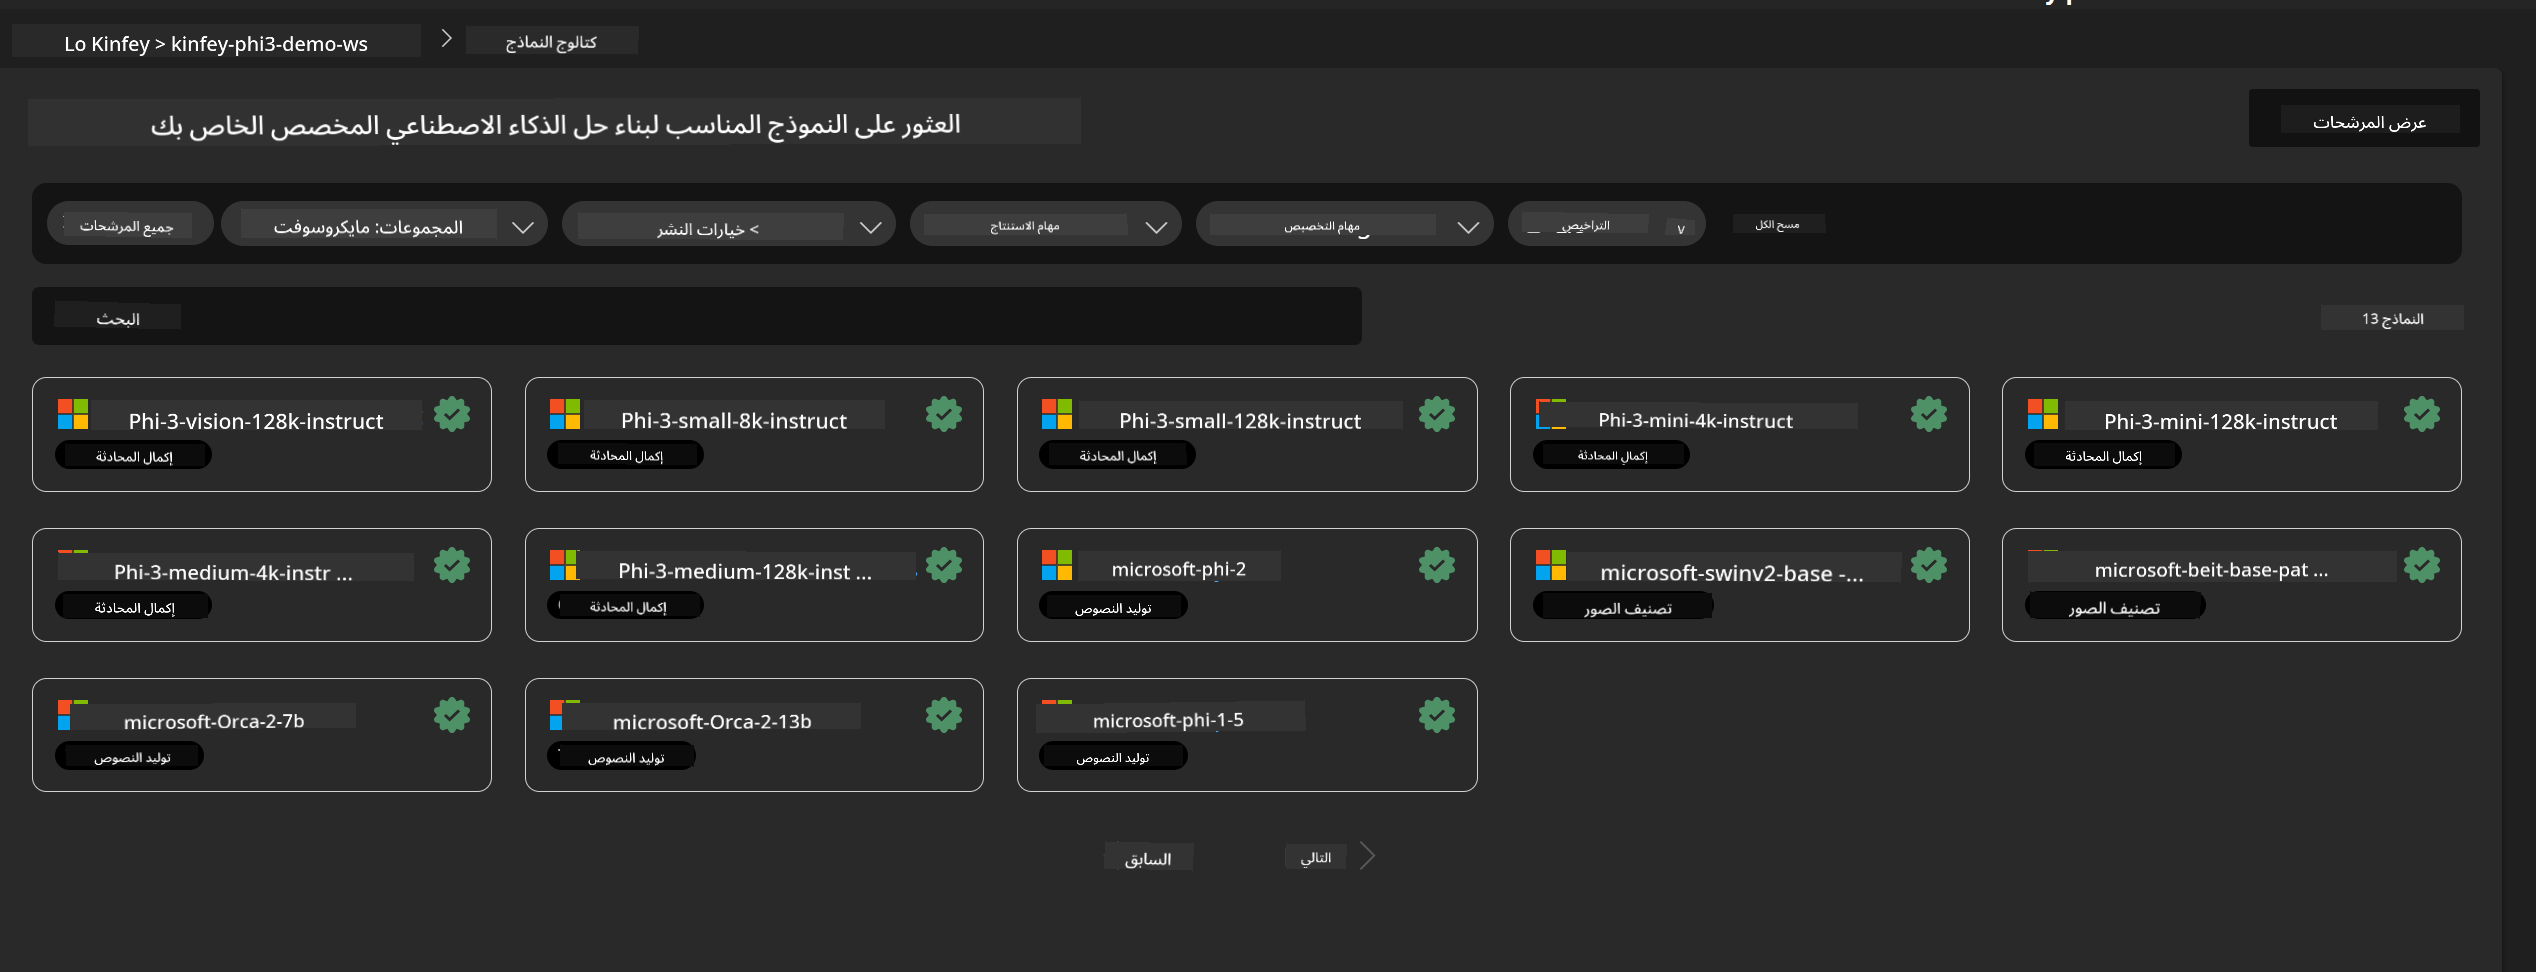 Lo Kinfey > kinfey-phi3-demo-ws
كتالوج النماذج
العثور على النموذج المناسب لبناء حل الذكاء الاصطناعي المخصص الخاص بك
عرض المرشحات
جميع المرشحات
المجموعات: مايكروسوفت
خيارات النشر >
مهام الاستنتاج
مهام التخصيص
التراخيص
v
مسح الكل
البحث
النماذج 13
Phi-3-vision-128k-instruct
إكمال المحادثة
Phi-3-small-8k-instruct
إكمال المحادثة
Phi-3-small-128k-instruct
إكمال المحادثة
Phi-3-mini-4k-instruct
إكمال المحادثة
Phi-3-mini-128k-instruct
إكمال المحادثة
Phi-3-medium-4k-instr ...
إكمال المحادثة
Phi-3-medium-128k-inst ...
إكمال المحادثة
microsoft-phi-2
توليد النصوص
microsoft-swinv2-base -...
تصنيف الصور
microsoft-beit-base-pat ...
تصنيف الصور
microsoft-Orca-2-7b
توليد النصوص
microsoft-Orca-2-13b
توليد النصوص
microsoft-phi-1-5
توليد النصوص
السابق
التالي